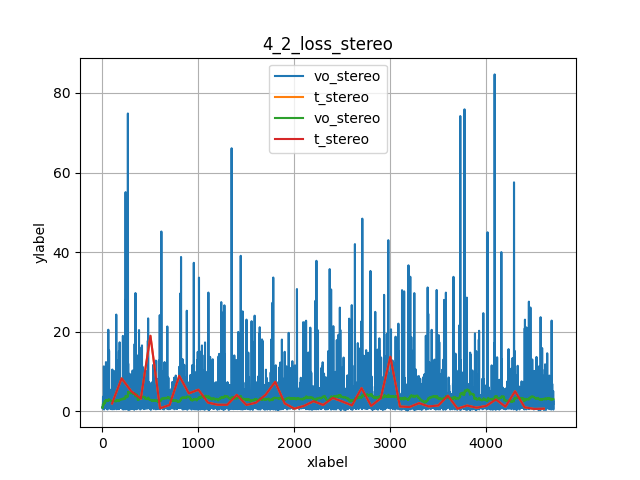 4_2_loss_stereo
vo_stereo
t_stereo
vo_stereo
t_stereo
ylabel
80
60
40
20
0
0 1000 2000 3000 4000
xlabel